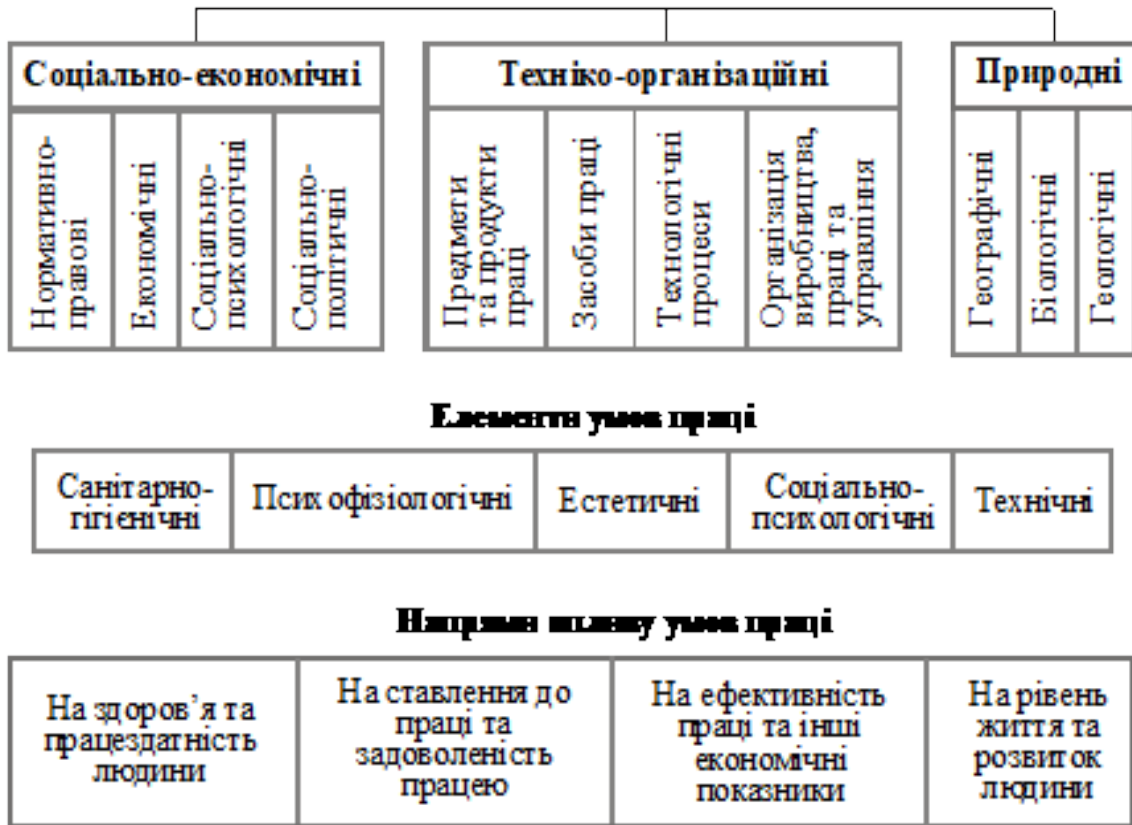 Соціально-економічні
Техніко-організаційні
Природні
Нормативно-
правові
Економічні
Соціально-
психологічні
Соціально-
политичні
Предмети
та продукти
праці
Засоби праці
Технологічні
процеси
Організація
виробництва,
праці та
управління
Географічні
Біологічні
Геологічні
Елементи умов праці
Санітарно-
гігієнічні
Психофізіологічні
Естетичні
Соціально-
психологічні
Технічні
Напрями впливу умов праці
На здоров’я та
працездатність
людини
На ставлення до
праці та
задоволеність
працею
На ефективність
праці та інші
економічні
показники
На рівень
життя та
розвиток
людини